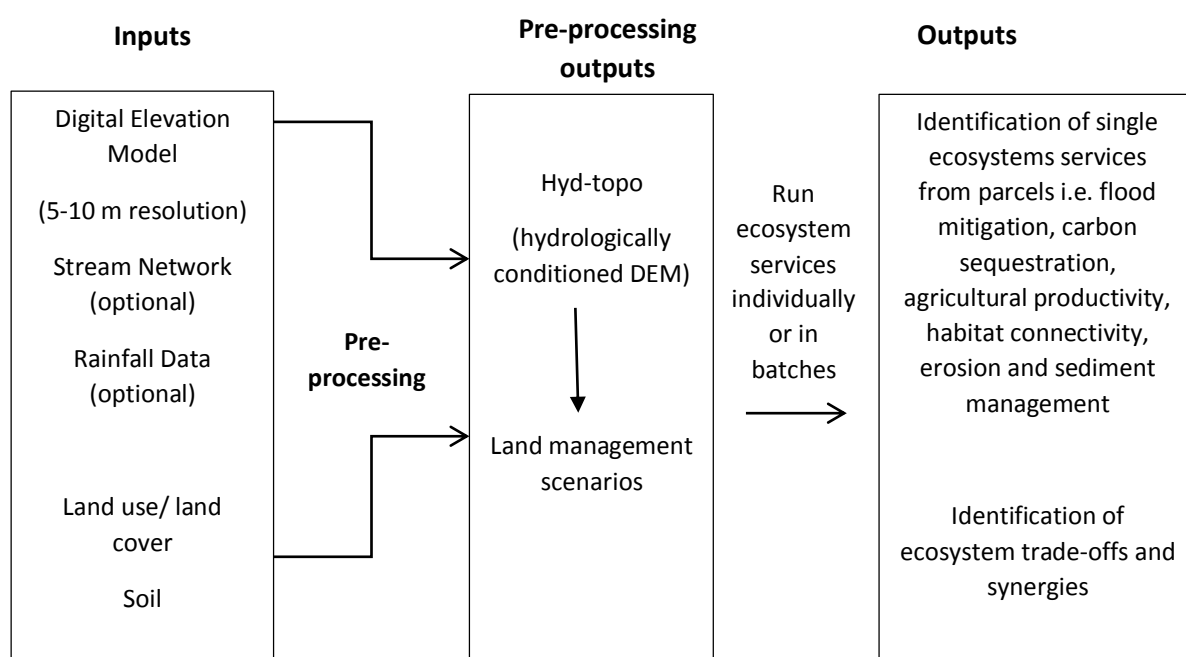 Inputs
Digital Elevation
Model
(5-10 m resolution)
Stream Network
(optional)
Rainfall Data
(optional)
Land use/ land
cover
Soil
Pre-
processing
Pre-processing
outputs
Hyd-topo
(hydrologically
conditioned DEM)
Land management
scenarios
Run
ecosystem
services
individually
or in
batches
Outputs
Identification of single
ecosystems services
from parcels i.e. flood
mitigation, carbon
sequestration,
agricultural productivity,
habitat connectivity,
erosion and sediment
management
Identification of
ecosystem trade-offs and
synergies